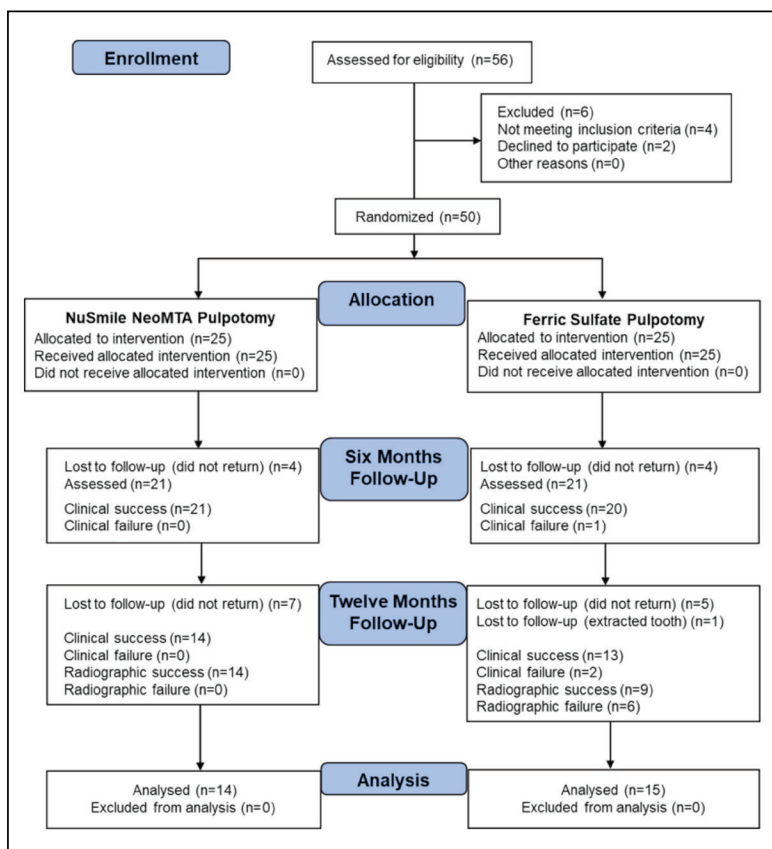 Enrollment
Assessed for eligibility (n=56)
Excluded (n=6)
Not meeting inclusion criteria (n=4)
Declined to participate (n=2)
Other reasons (n=0)
Randomized (n=50)
Allocation
NuSmile NeoMTA Pulpotomy
Allocated to intervention (n=25)
Received allocated intervention (n=25)
Did not receive allocated intervention (n=0)
Ferric Sulfate Pulpotomy
Allocated to intervention (n=25)
Received allocated intervention (n=25)
Did not receive allocated intervention (n=0)
Six Months
Follow-Up
Lost to follow-up (did not return) (n=4)
Assessed (n=21)
Clinical success (n=21)
Clinical failure (n=0)
Lost to follow-up (did not return) (n=4)
Assessed (n=21)
Clinical success (n=20)
Clinical failure (n=1)
Twelve Months
Follow-Up
Lost to follow-up (did not return) (n=7)
Clinical success (n=14)
Clinical failure (n=0)
Radiographic success (n=14)
Radiographic failure (n=0)
Lost to follow-up (did not return) (n=5)
Lost to follow-up (extracted tooth) (n=1)
Clinical success (n=13)
Clinical failure (n=2)
Radiographic success (n=9)
Radiographic failure (n=6)
Analysis
Analysed (n=14)
Excluded from analysis (n=0)
Analysed (n=15)
Excluded from analysis (n=0)